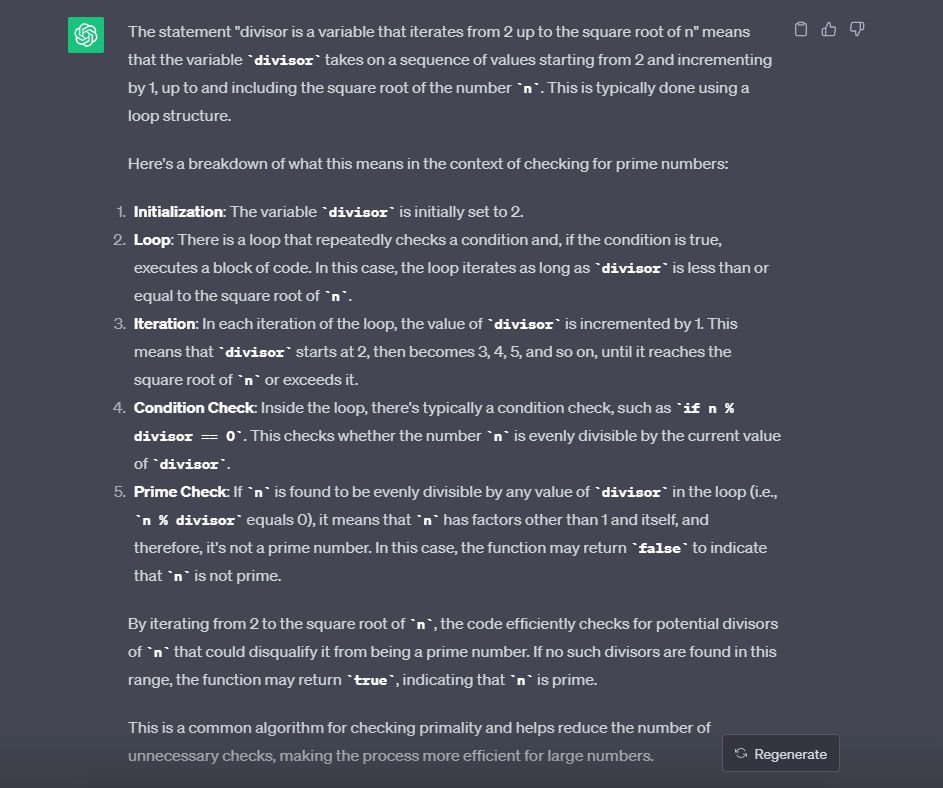 The statement "divisor is a variable that iterates from 2 up to the square root of n" means
that the variable `divisor` takes on a sequence of values starting from 2 and incrementing
by 1, up to and including the square root of the number `n`. This is typically done using a
loop structure.
Here's a breakdown of what this means in the context of checking for prime numbers:
1. Initialization: The variable `divisor` is initially set to 2.
2. Loop: There is a loop that repeatedly checks a condition and, if the condition is true,
executes a block of code. In this case, the loop iterates as long as `divisor` is less than or
equal to the square root of `n`.
3. Iteration: In each iteration of the loop, the value of `divisor` is incremented by 1. This
means that `divisor` starts at 2, then becomes 3, 4, 5, and so on, until it reaches the
square root of `n` or exceeds it.
4. Condition Check: Inside the loop, there's typically a condition check, such as `if n %
divisor == 0`. This checks whether the number `n` is evenly divisible by the current value
of `divisor`.
5. Prime Check: If `n` is found to be evenly divisible by any value of `divisor` in the loop (i.e.,
`n % divisor` equals 0), it means that `n` has factors other than 1 and itself, and
therefore, it's not a prime number. In this case, the function may return `false` to indicate
that `n` is not prime.
By iterating from 2 to the square root of `n`, the code efficiently checks for potential divisors
of `n` that could disqualify it from being a prime number. If no such divisors are found in this
range, the function may return `true`, indicating that `n` is prime.
This is a common algorithm for checking primality and helps reduce the number of
unnecessary checks, making the process more efficient for large numbers.
Regenerate